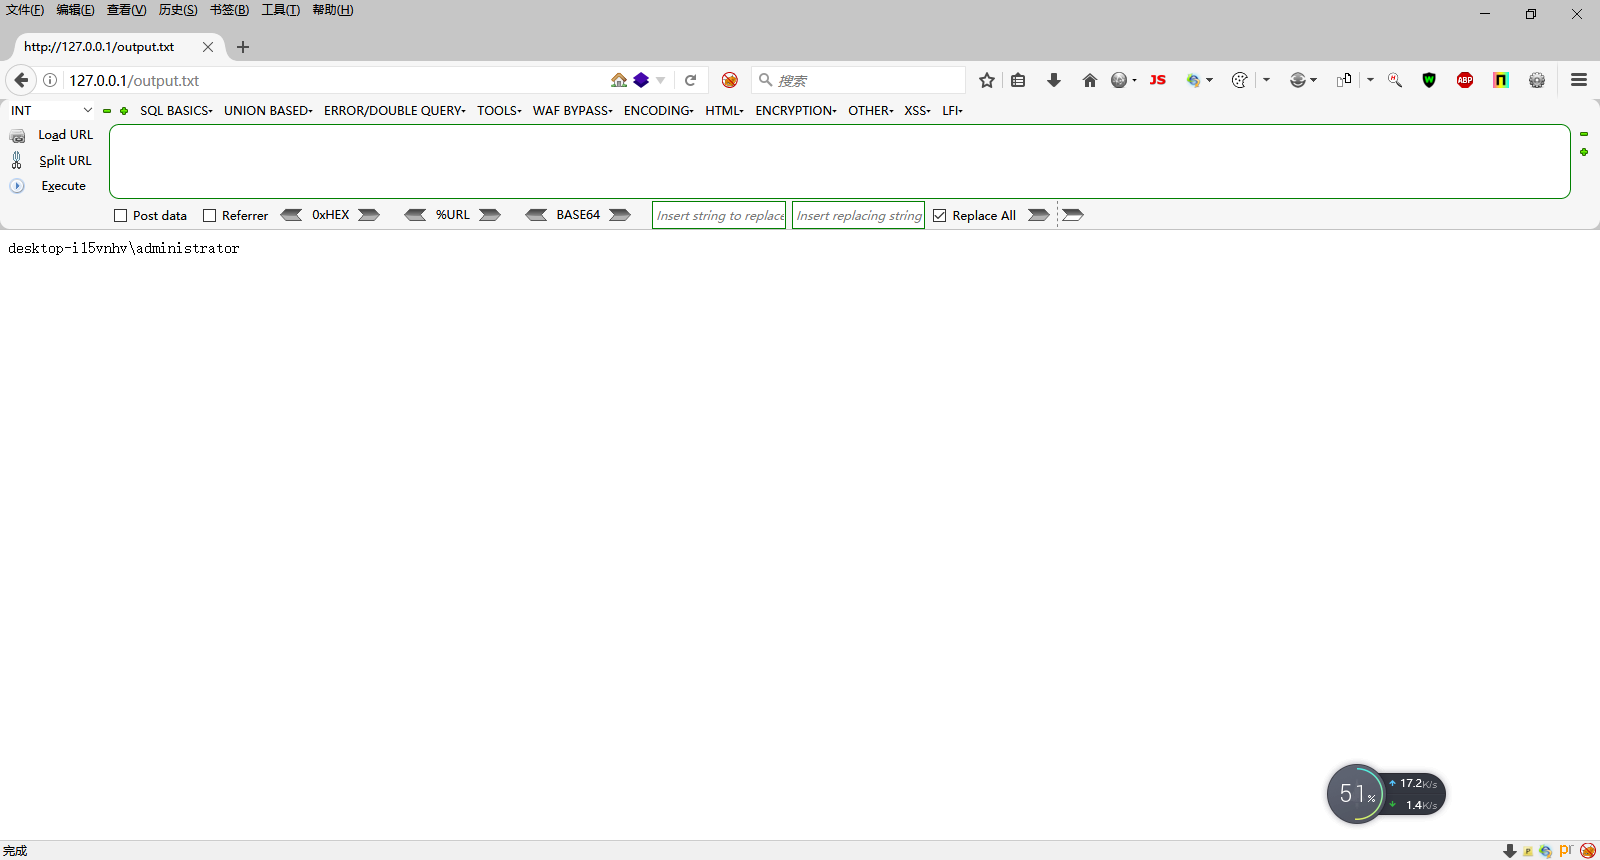 文件(F) 编辑(E) 查看(V) 历史(S) 书签(B) 工具(T) 帮助(H)
http://127.0.0.1/output.txt
127.0.0.1/output.txt
搜索
JS
ABP
INT
SQL BASICS
UNION BASED
ERROR/DOUBLE QUERY
TOOLS
WAF BYPASS
ENCODING
HTML
ENCRYPTION
OTHER
XSS
LFI
Load URL
Split URL
Execute
Post data
Referrer
0xHEX
%URL
BASE64
Insert string to replace
Insert replacing string
Replace All
desktop-il5vnhv\administrator
51%
17.2K/s
1.4K/s
完成
pr